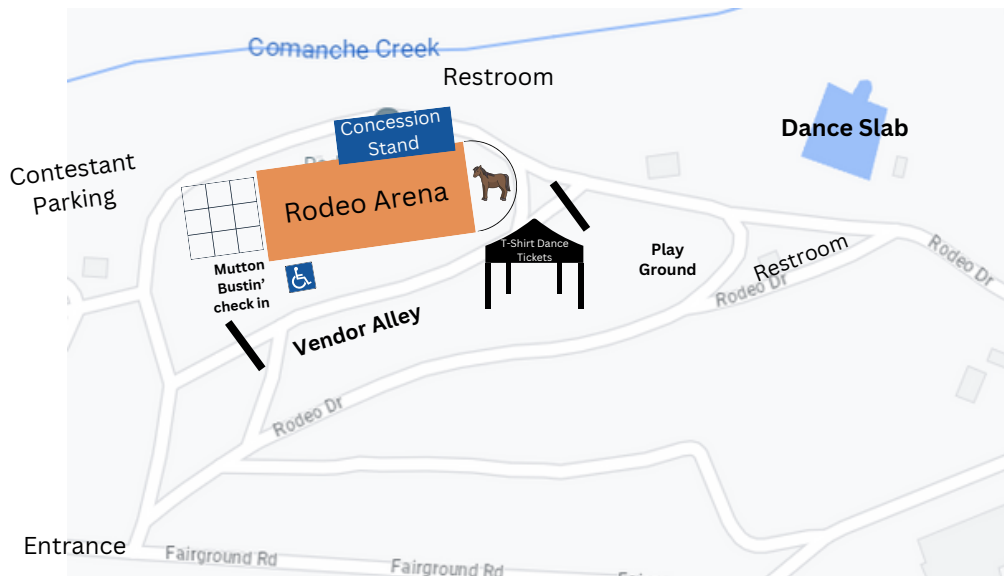 Comanche Creek
Restroom
Concession
Stand
Dance Slab
Contestant
Parking
Rodeo Arena
T-Shirt Dance
Tickets
Play
Ground
Restroom
Rodeo Dr
Rodeo Dr
Mutton
Bustin’
check in
Vendor Alley
Rodeo Dr
Entrance
Fairground Rd
Fairground Rd